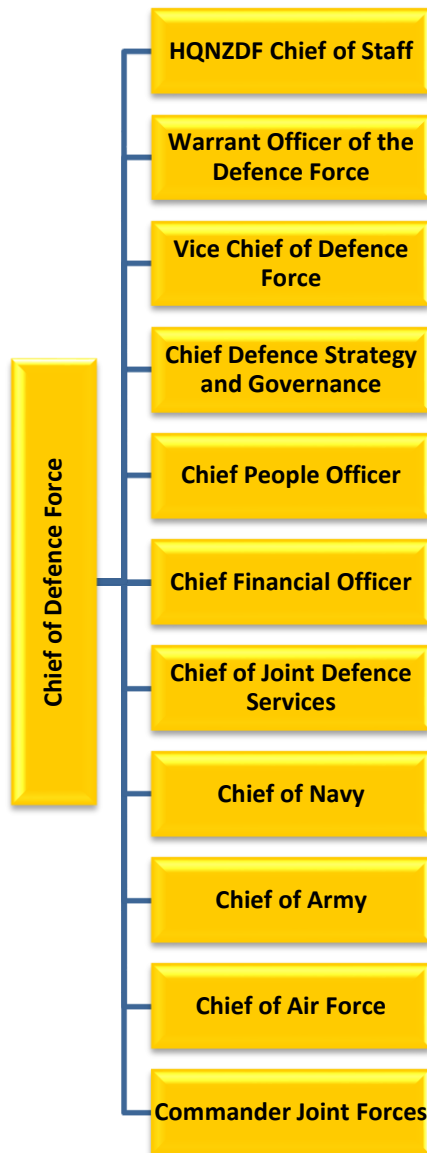 Chief of Defence Force
HQNZDF Chief of Staff
Warrant Officer of the
Defence Force
Vice Chief of Defence
Force
Chief Defence Strategy
and Governance
Chief People Officer
Chief Financial Officer
Chief of Joint Defence
Services
Chief of Navy
Chief of Army
Chief of Air Force
Commander Joint Forces